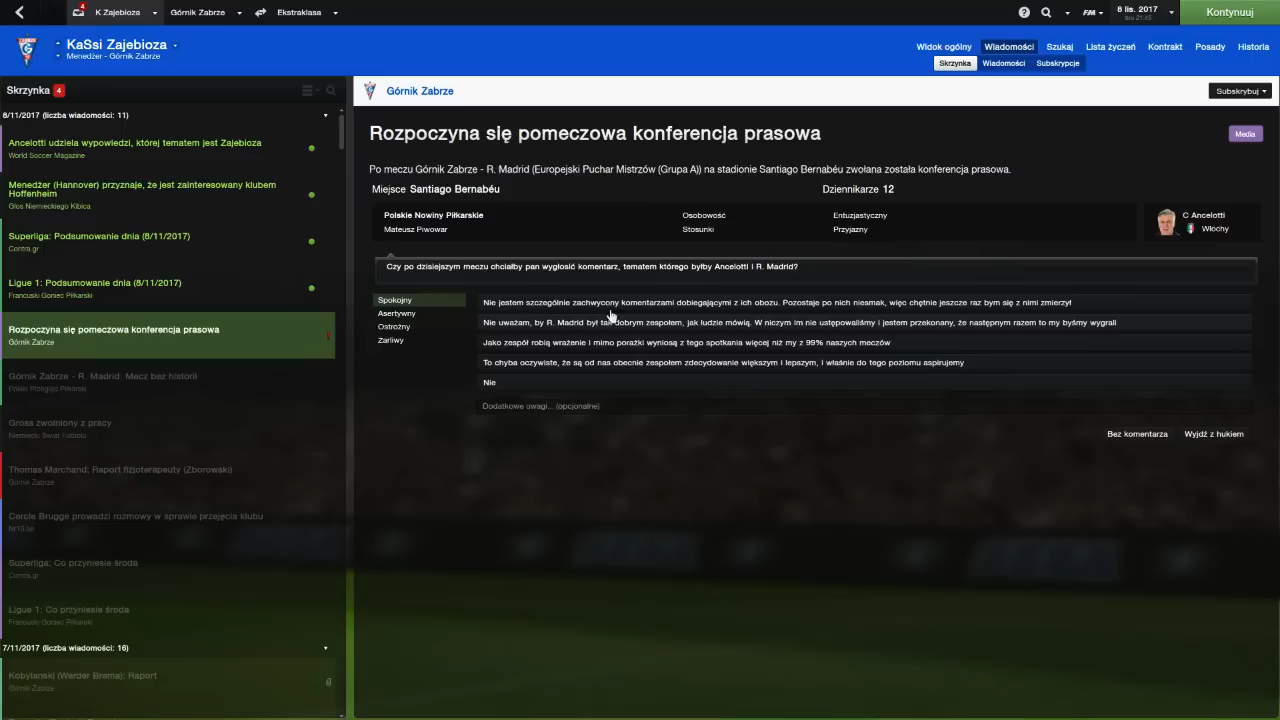 4
K Zajebioza
Górnik Zabrze
Ekstraklasa
FM
8 lis. 2017
śro 21:45
Kontynuuj
KaSsi Zajebioza
Menedżer - Górnik Zabrze
Widok ogólny
Wiadomości
Szukaj
Lista życzeń
Kontrakt
Posady
Historia
Skrzynka
Wiadomości
Subskrypcje
Skrzynka 4
Górnik Zabrze
Subskrybuj
8/11/2017 (liczba wiadomości: 11)
Ancelotti udziela wypowiedzi, której tematem jest Zajebioza
World Soccer Magazine
Menedżer (Hannover) przyznaje, że jest zainteresowany klubem
Hoffenheim
Głos Niemieckiego Kibica
Superliga: Podsumowanie dnia (8/11/2017)
Contra.gr
Ligue 1: Podsumowanie dnia (8/11/2017)
Francuski Goniec Piłkarski
Rozpoczyna się pomeczowa konferencja prasowa
Górnik Zabrze
Górnik Zabrze - R. Madrid: Mecz bez historii
Polski Przegląd Piłkarski
Gross zwolniony z pracy
Niemiecki Świat Futbolu
Thomas Marchand: Raport fizjoterapeuty (Zborowski)
Górnik Zabrze
Cercle Brugge prowadzi rozmowy w sprawie przejęcia klubu
Nr10.be
Superliga: Co przyniesie środa
Contra.gr
Ligue 1: Co przyniesie środa
Francuski Goniec Piłkarski
7/11/2017 (liczba wiadomości: 16)
Kobylański (Werder Brema): Raport
Górnik Zabrze
Rozpoczyna się pomeczowa konferencja prasowa
Media
Po meczu Górnik Zabrze - R. Madrid (Europejski Puchar Mistrzów (Grupa A)) na stadionie Santiago Bernabéu zwołana została konferencja prasowa.
Miejsce Santiago Bernabéu
Dziennikarze 12
Polskie Nowiny Piłkarskie
Osobowość
Entuzjastyczny
Mateusz Piwowar
Stosunki
Przyjazny
C Ancelotti
Włochy
Czy po dzisiejszym meczu chciałby pan wygłosić komentarz, tematem którego byłby Ancelotti i R. Madrid?
Spokojny
Asertywny
Ostrożny
Żarliwy
Nie jestem szczególnie zachwycony komentarzami dobiegającymi z ich obozu. Pozostaje po nich niesmak, więc chętnie jeszcze raz bym się z nimi zmierzył
Nie uważam, by R. Madrid był tak dobrym zespołem, jak ludzie mówią. W niczym im nie ustępowaliśmy i jestem przekonany, że następnym razem to my byśmy wygrali
Jako zespół robią wrażenie i mimo porażki wyniosą z tego spotkania więcej niż my z 99% naszych meczów
To chyba oczywiste, że są od nas obecnie zespołem zdecydowanie większym i lepszym, i właśnie do tego poziomu aspirujemy
Nie
Dodatkowe uwagi... (opcjonalne)
Bez komentarza
Wyjdź z hukiem